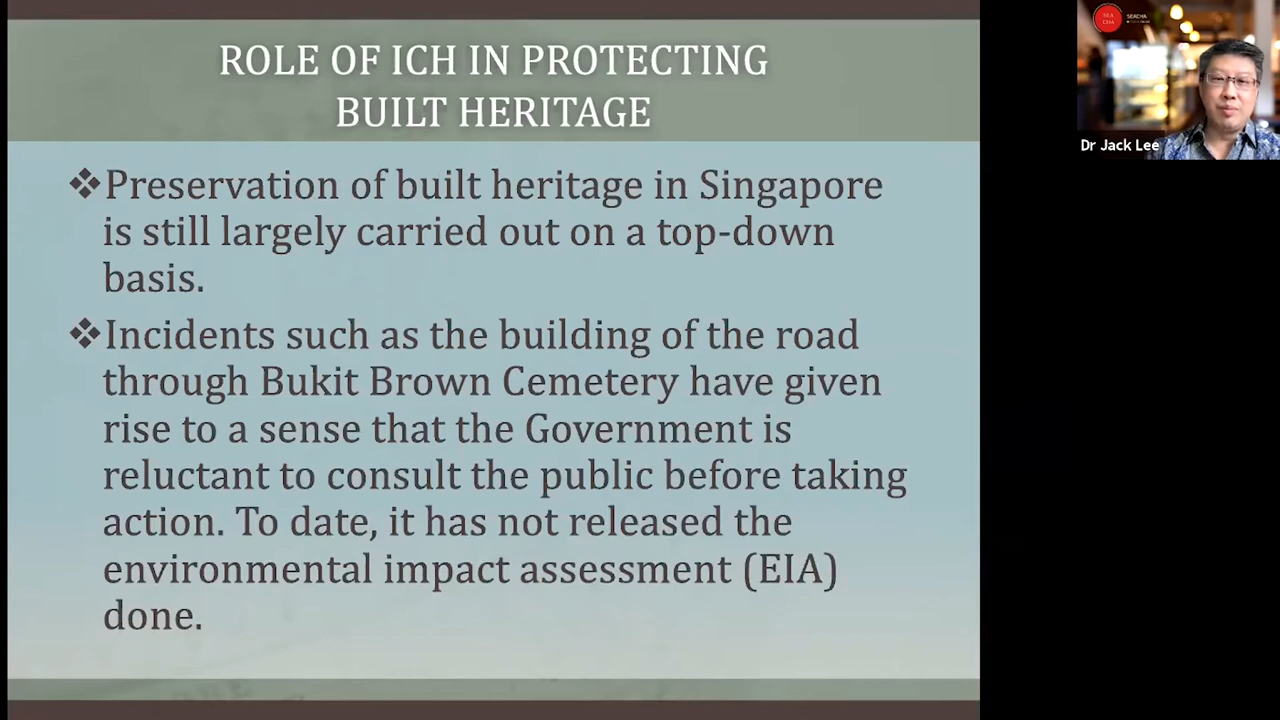 ROLE OF ICH IN PROTECTING
BUILT HERITAGE
❖Preservation of built heritage in Singapore
is still largely carried out on a top-down
basis.
❖Incidents such as the building of the road
through Bukit Brown Cemetery have given
rise to a sense that the Government is
reluctant to consult the public before taking
action. To date, it has not released the
environmental impact assessment (EIA)
done.
SEA
CHA
SEACHA
Dr Jack Lee